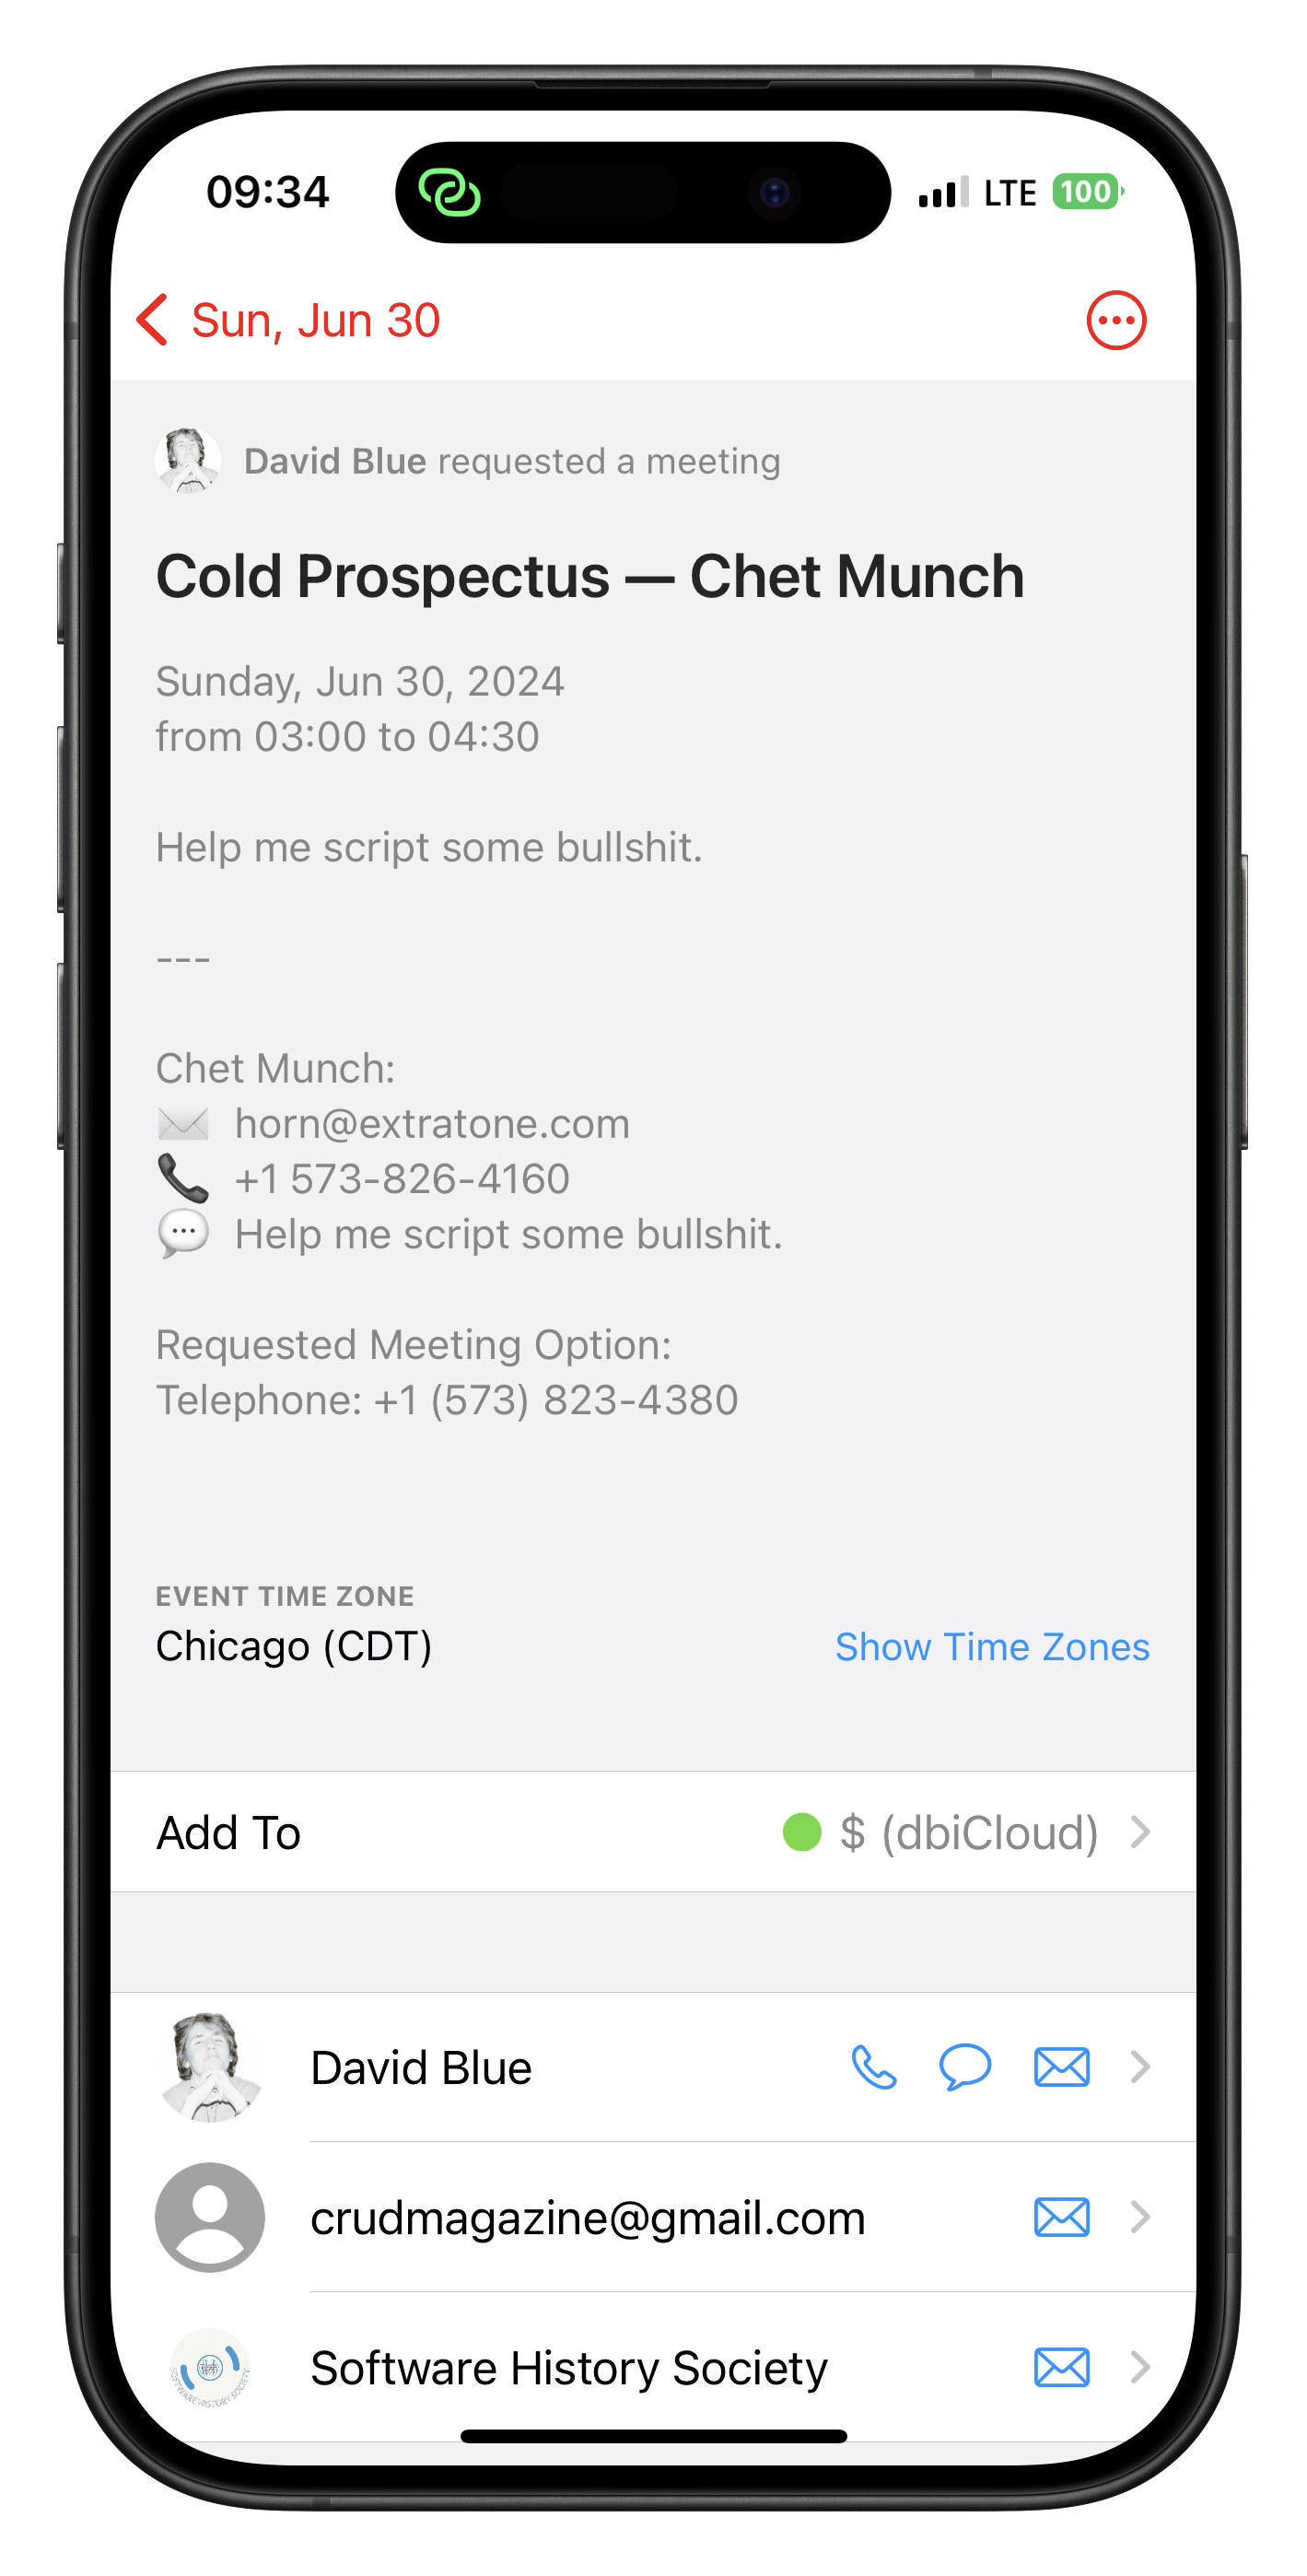 09:34
LTE 100
Sun, Jun 30
David Blue requested a meeting
Cold Prospectus — Chet Munch
Sunday, Jun 30, 2024
from 03:00 to 04:30
Help me script some bullshit.
---
Chet Munch:
horn@extratone.com
+1 573-826-4160
Help me script some bullshit.
Requested Meeting Option:
Telephone: +1 (573) 823-4380
EVENT TIME ZONE
Chicago (CDT)
Show Time Zones
Add To
$ (dbiCloud)
David Blue
crudmagazine@gmail.com
SOFTWARE HISTORY SOCIETY
Software History Society